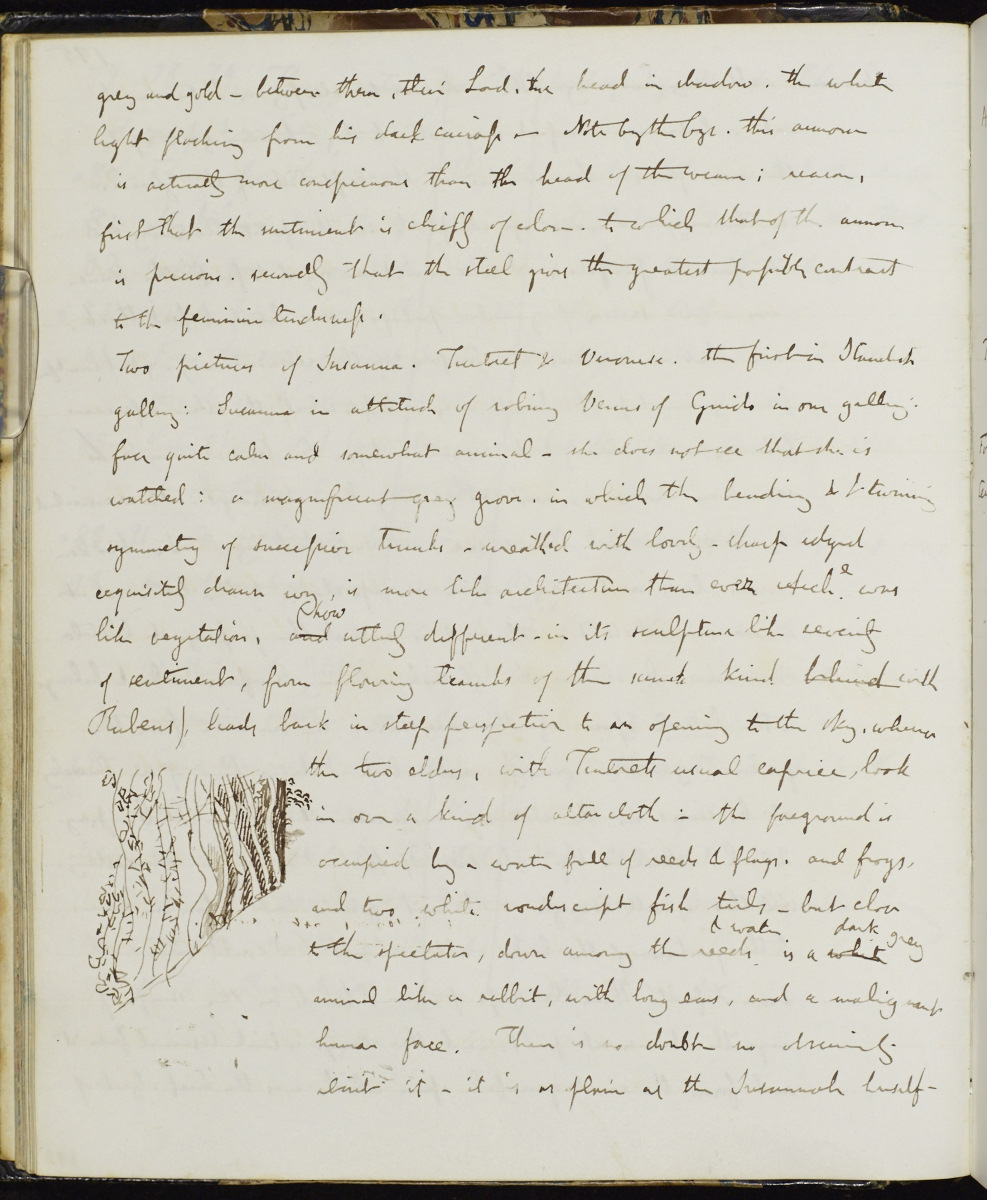 grey and gold - between them, their Lord, the head in shadow. the white
light flashing from his dark cuirass - Note by the bye. this armour
is actually more conspicuous than the head of the woman; reason,
first that the sentiment is chiefly of color -. to which that of the armour
is precious. secondly that the steel gives the greatest possible contrast
to the feminine tenderness.
Two pictures of Susanna. Tintoret & Veronese. the first in Standish
gallery: Susanna in attitude of robing Venus of Guido in our gallery.
face quite calm and somewhat animal - she does not see that she is
watched: a magnificent grey grove. in which the bending & twining
symmetry of successive trunks - wreathed with lovely - sharp edged
exquisitely drawn ivy, is more like architecture than ever arch.e was
like vegetation, and (how utterly different - in its sculpture like severity
of sentiment, from flowing branches of the same kind behind with
Rubens), leads back in steep perspective to an opening to the sky, where
the two elders, with Tintorets usual caprice, look
in over a kind of altar cloth - the foreground is
occupied by a water full of reeds & flags. and frogs,
and two white nondescript fish tails - but close
to the spectator, down among the reeds & water is a white dark grey
animal like a rabbit, with long ears, and a malignant
human face. There is no doubt no obscurity
about it - it is as plain as the Susannah herself -